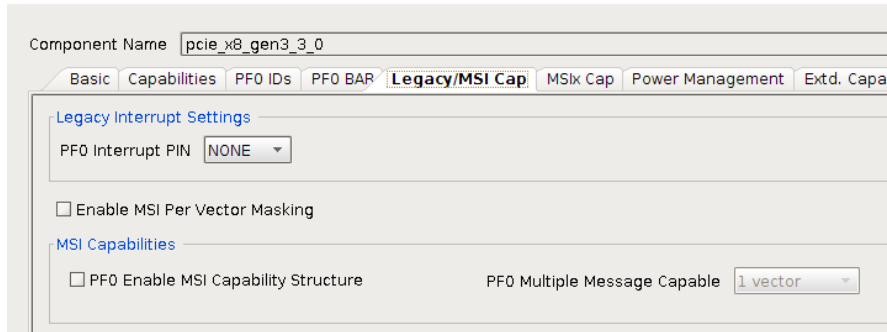 Component Name pcie_x8_gen3_3_0
Basic Capabilities PF0 IDs PF0 BAR Legacy/MSI Cap MSIx Cap Power Management Extd. Capa
Legacy Interrupt Settings
PF0 Interrupt PIN NONE
Enable MSI Per Vector Masking
MSI Capabilities
PF0 Enable MSI Capability Structure PF0 Multiple Message Capable 1 vector